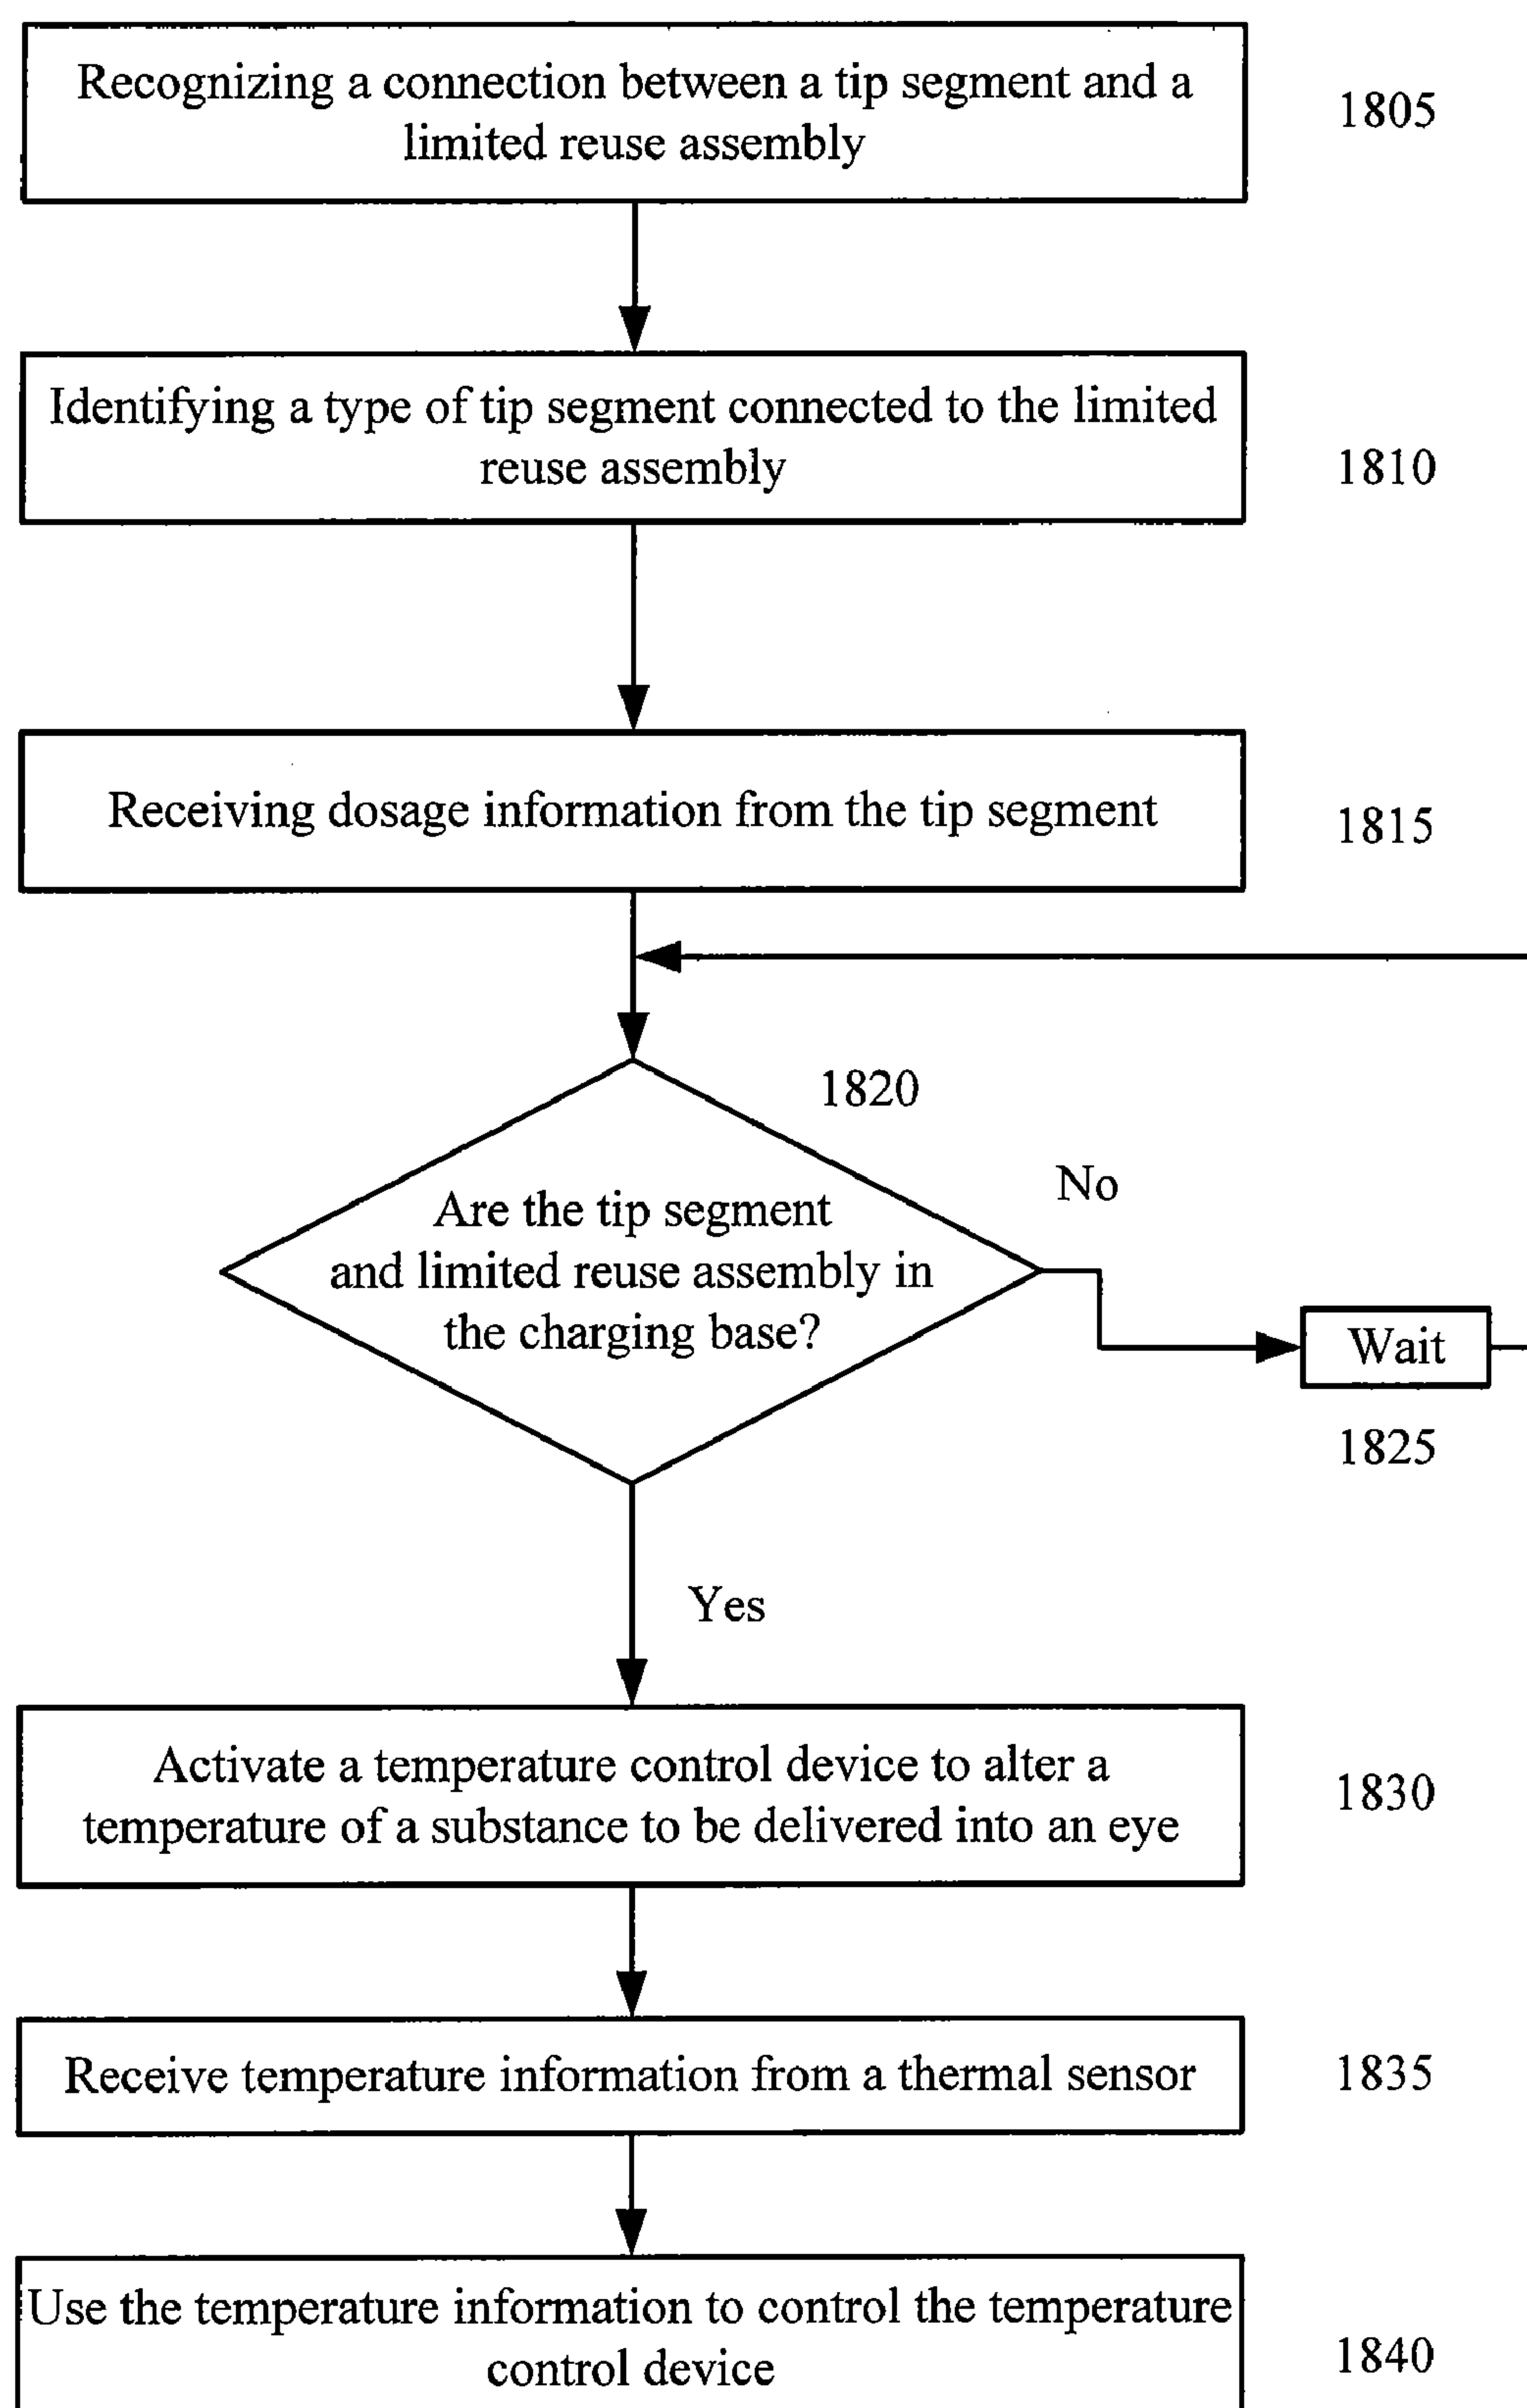 Recognizing a connection between a tip segment and a
limited reuse assembly
1805
Identifying a type of tip segment connected to the limited
reuse assembly
1810
Receiving dosage information from the tip segment
1815
1820
No
Are the tip segment
and limited reuse assembly in
the charging base?
Wait
1825
Yes
Activate a temperature control device to alter a
temperature of a substance to be delivered into an eye
1830
Receive temperature information from a thermal sensor
1835
Use the temperature information to control the temperature
control device
1840